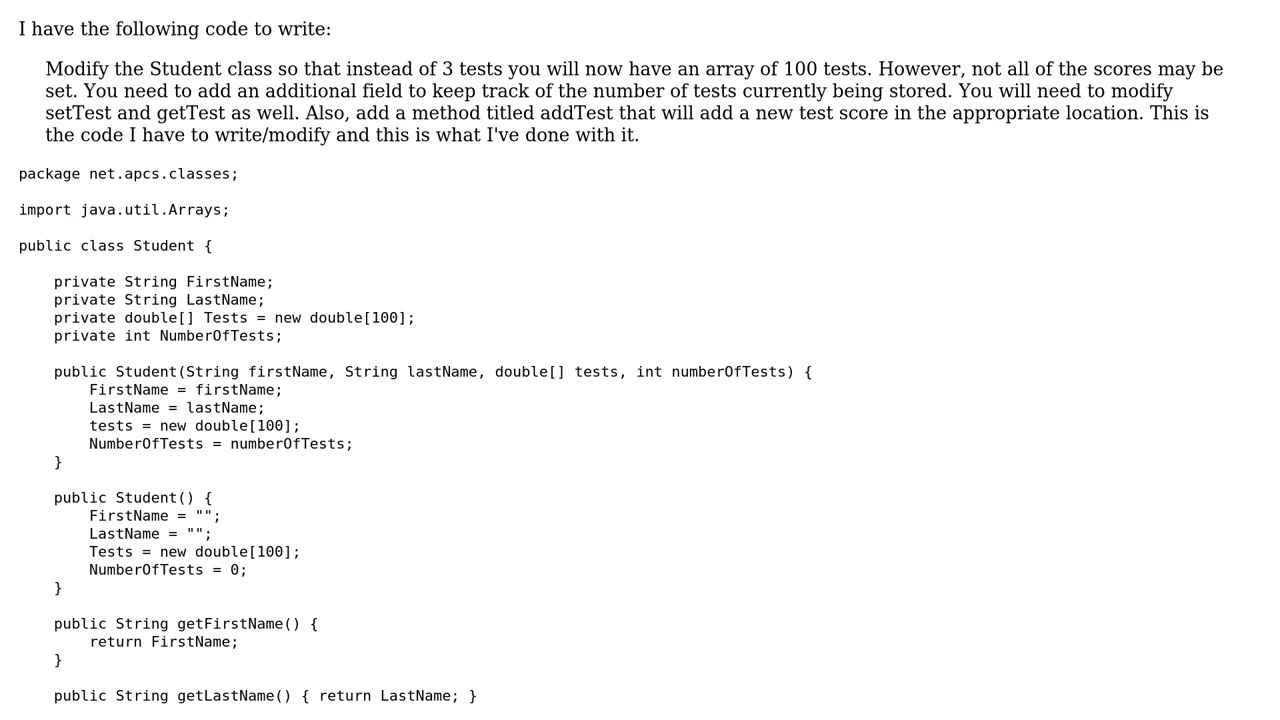 I have the following code to write:
Modify the Student class so that instead of 3 tests you will now have an array of 100 tests. However, not all of the scores may be
set. You need to add an additional field to keep track of the number of tests currently being stored. You will need to modify
setTest and getTest as well. Also, add a method titled addTest that will add a new test score in the appropriate location. This is
the code I have to write/modify and this is what I've done with it.
package net.apcs.classes;
import java.util.Arrays;
public class Student {
    private String FirstName;
    private String LastName;
    private double[] Tests = new double[100];
    private int NumberOfTests;
    public Student(String firstName, String lastName, double[] tests, int numberOfTests) {
        FirstName = firstName;
        LastName = lastName;
        tests = new double[100];
        NumberOfTests = numberOfTests;
    }
    public Student() {
        FirstName = "";
        LastName = "";
        Tests = new double[100];
        NumberOfTests = 0;
    }
    public String getFirstName() {
        return FirstName;
    }
    public String getLastName() { return LastName; }